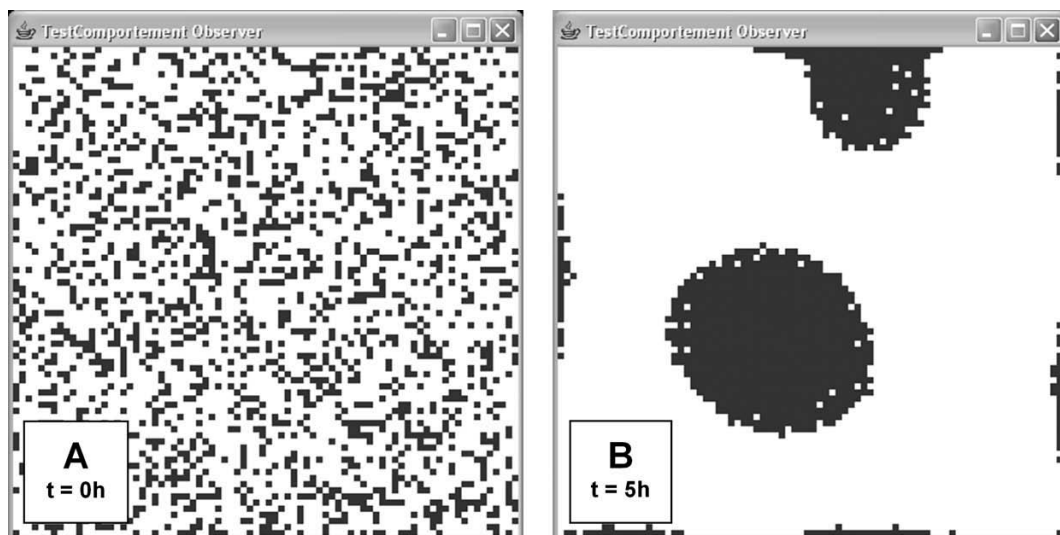 TestComportement Observer
A
t = 0h
TestComportement Observer
B
t = 5h